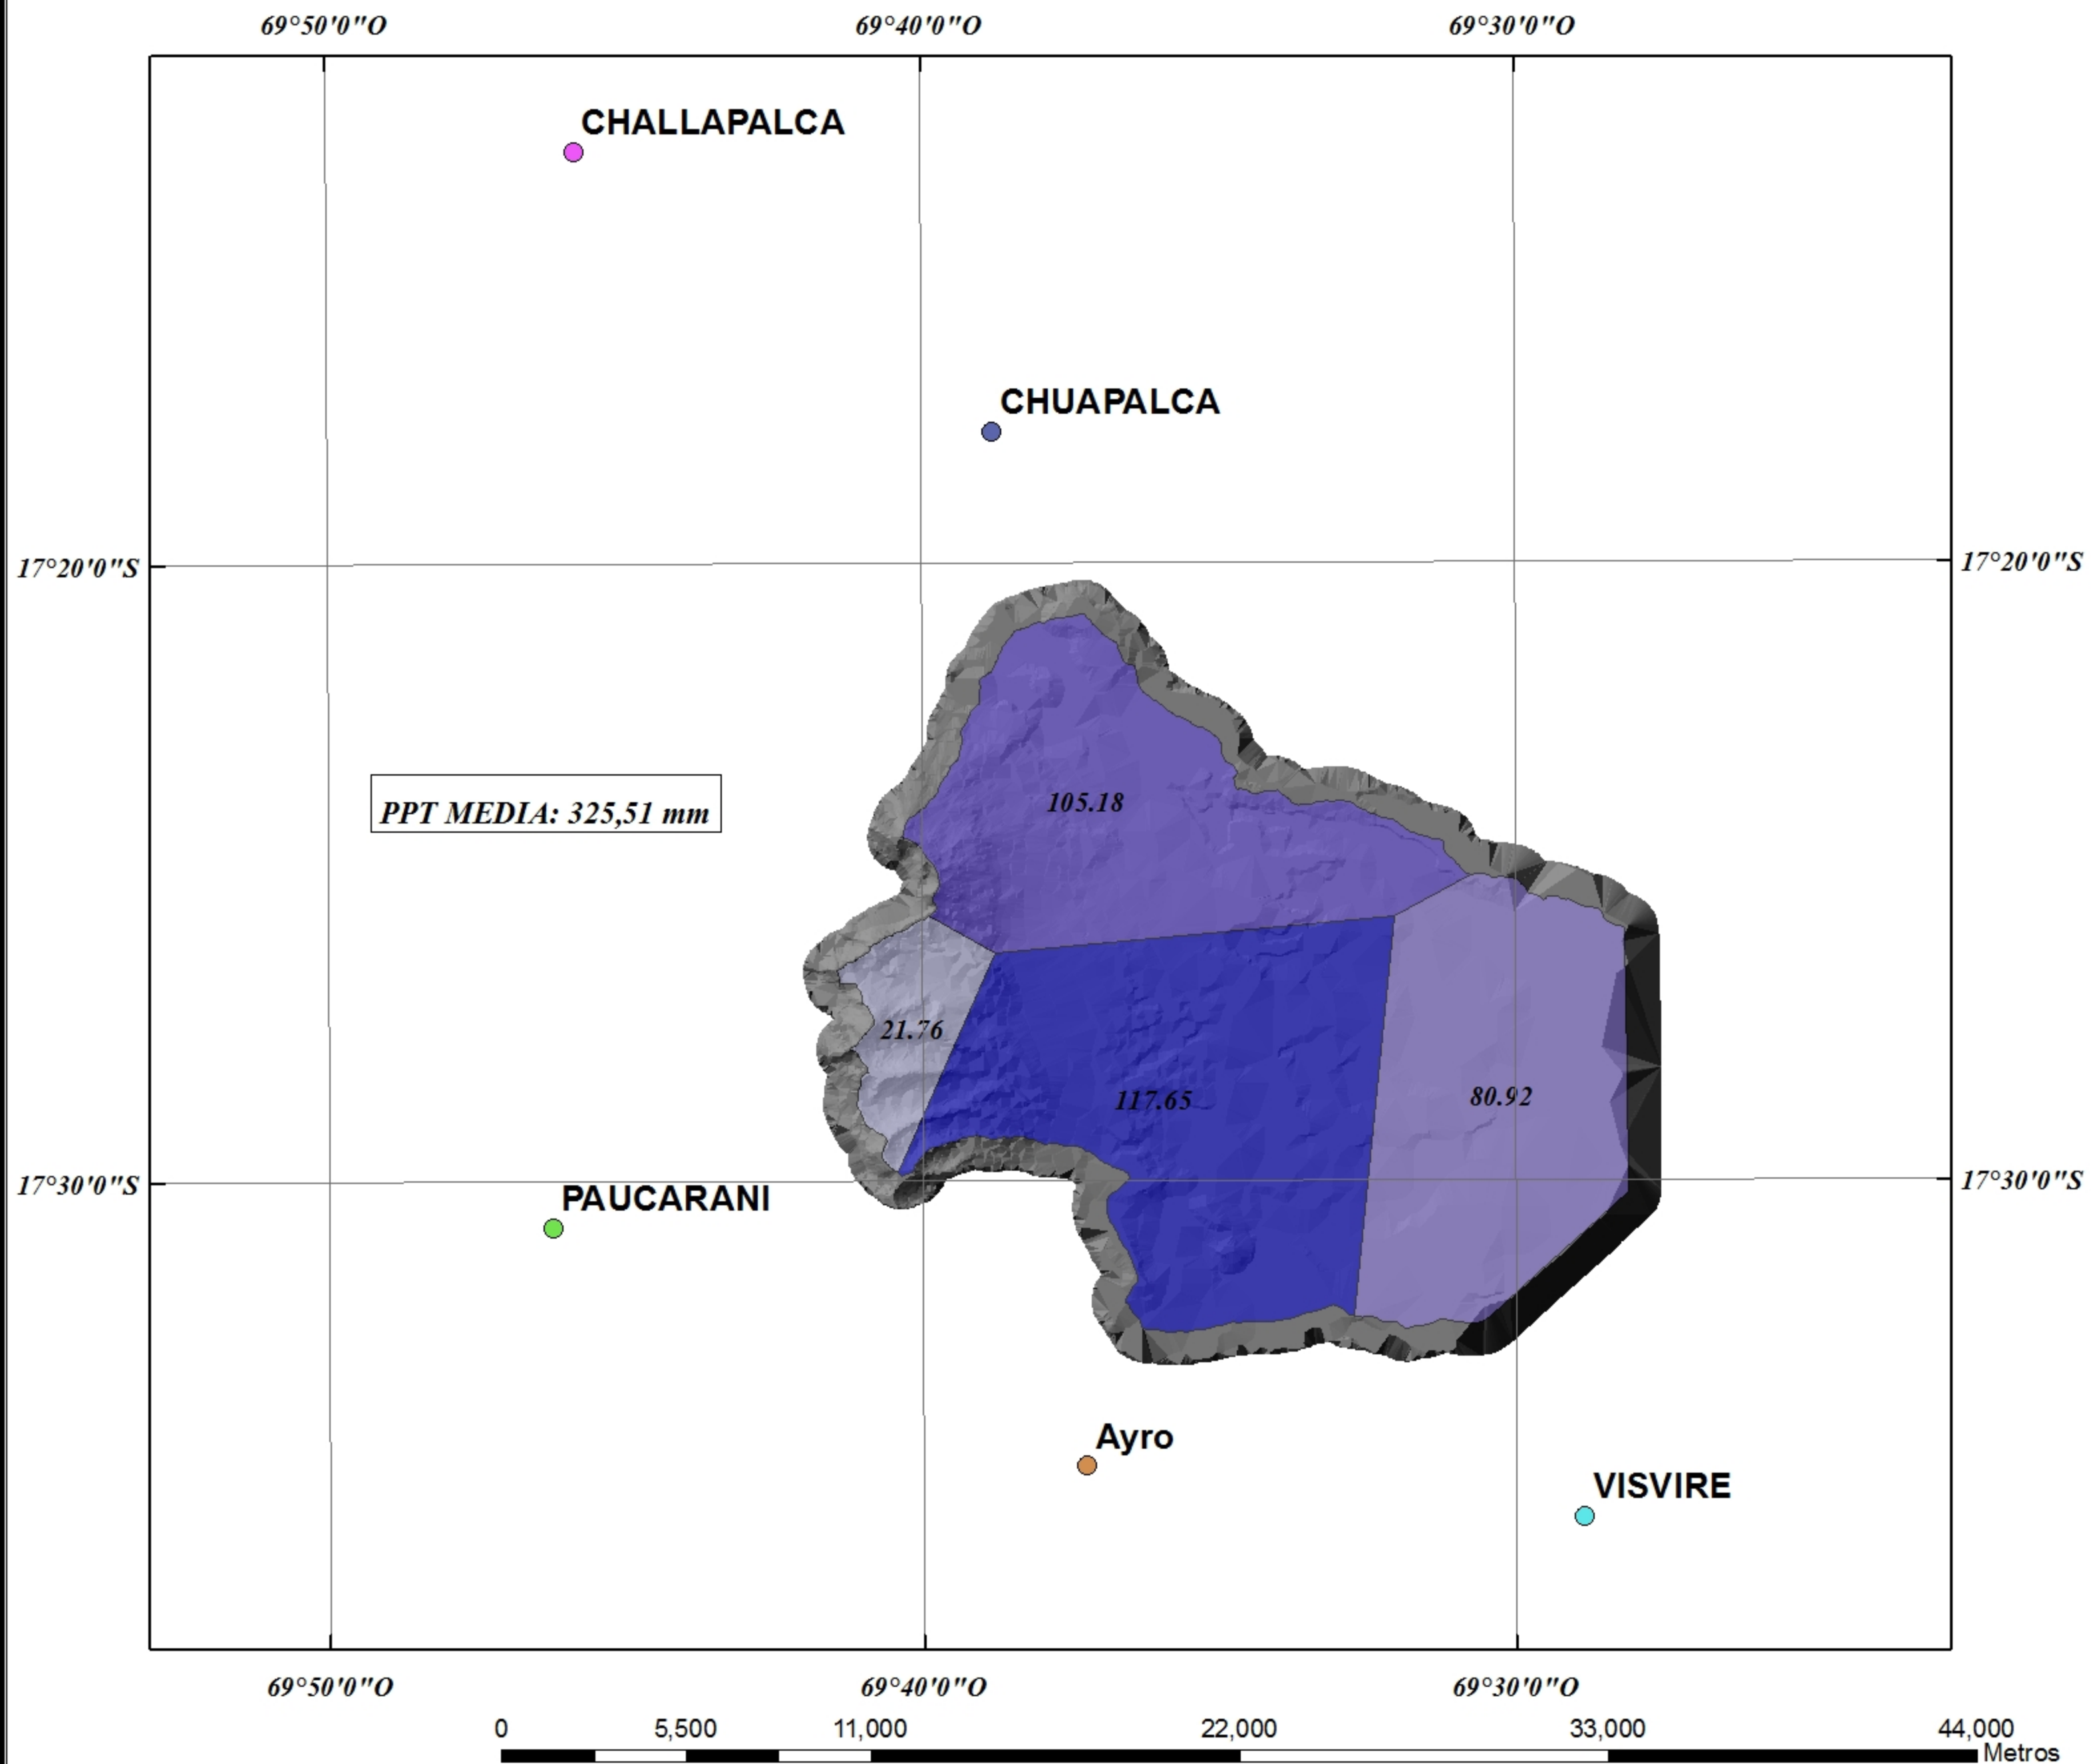 69°50'0"O 69°40'0"O 69°30'0"O
CHALLAPALCA
CHUAPALCA
17°20'0"S 17°20'0"S
105.18
PPT MEDIA: 325,51 mm
21.76
117.65 80.92
17°30'0"S 17°30'0"S
PAUCARANI
Ayro
VISVIRE
69°50'0"O 69°40'0"O 69°30'0"O
0 5,500 11,000 22,000 33,000 44,000
Metros